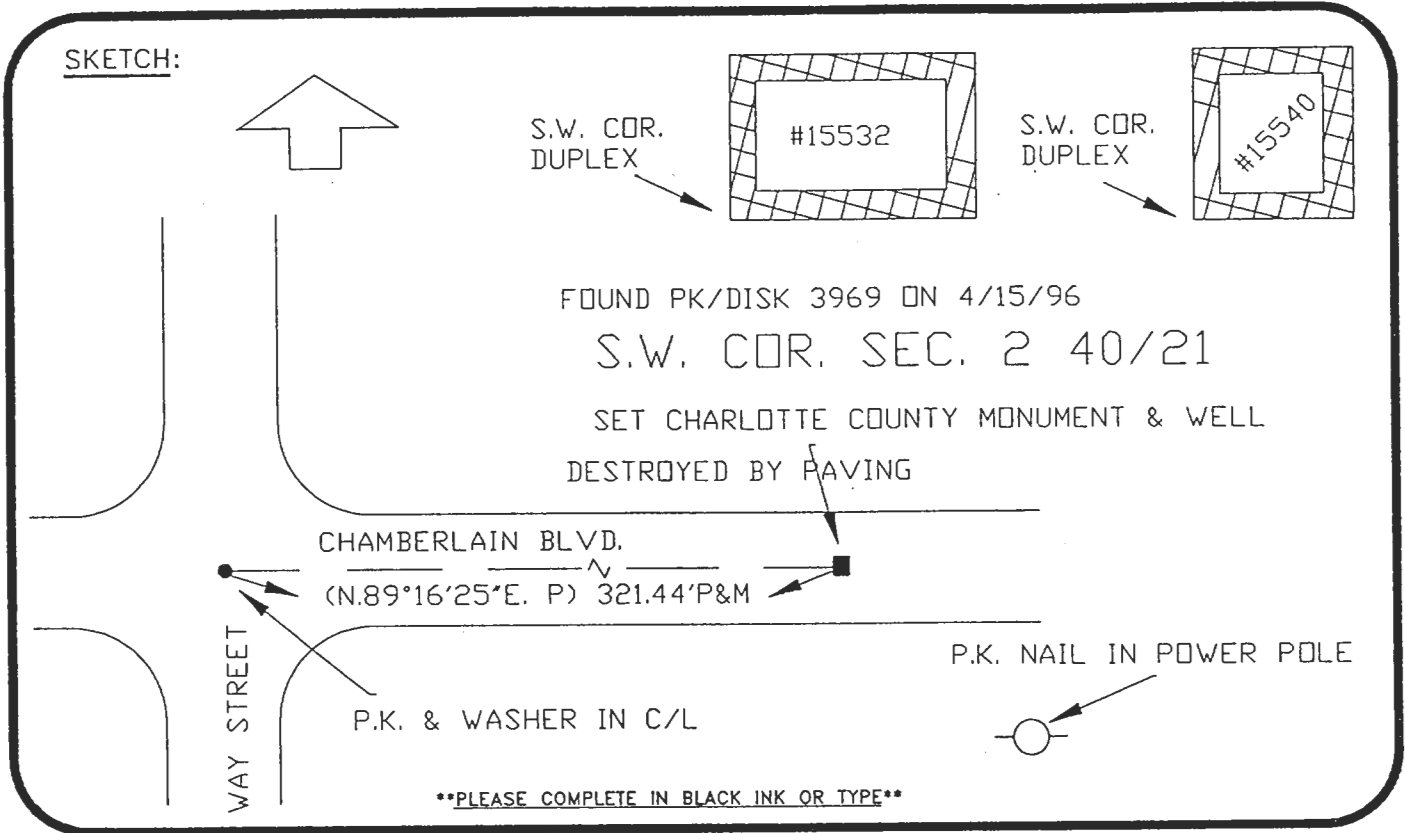 SKETCH:
S.W. COR.
DUPLEX
#15532
S.W. COR.
DUPLEX
#15540
FOUND PK/DISK 3969 ON 4/15/96
S.W. COR. SEC. 2 40/21
SET CHARLOTTE COUNTY MONUMENT & WELL
DESTROYED BY PAVING
CHAMBERLAIN BLVD.
(N.89°16'25"E. P) 321.44'P&M
WAY STREET
P.K. NAIL IN POWER POLE
P.K. & WASHER IN C/L
**PLEASE COMPLETE IN BLACK INK OR TYPE**